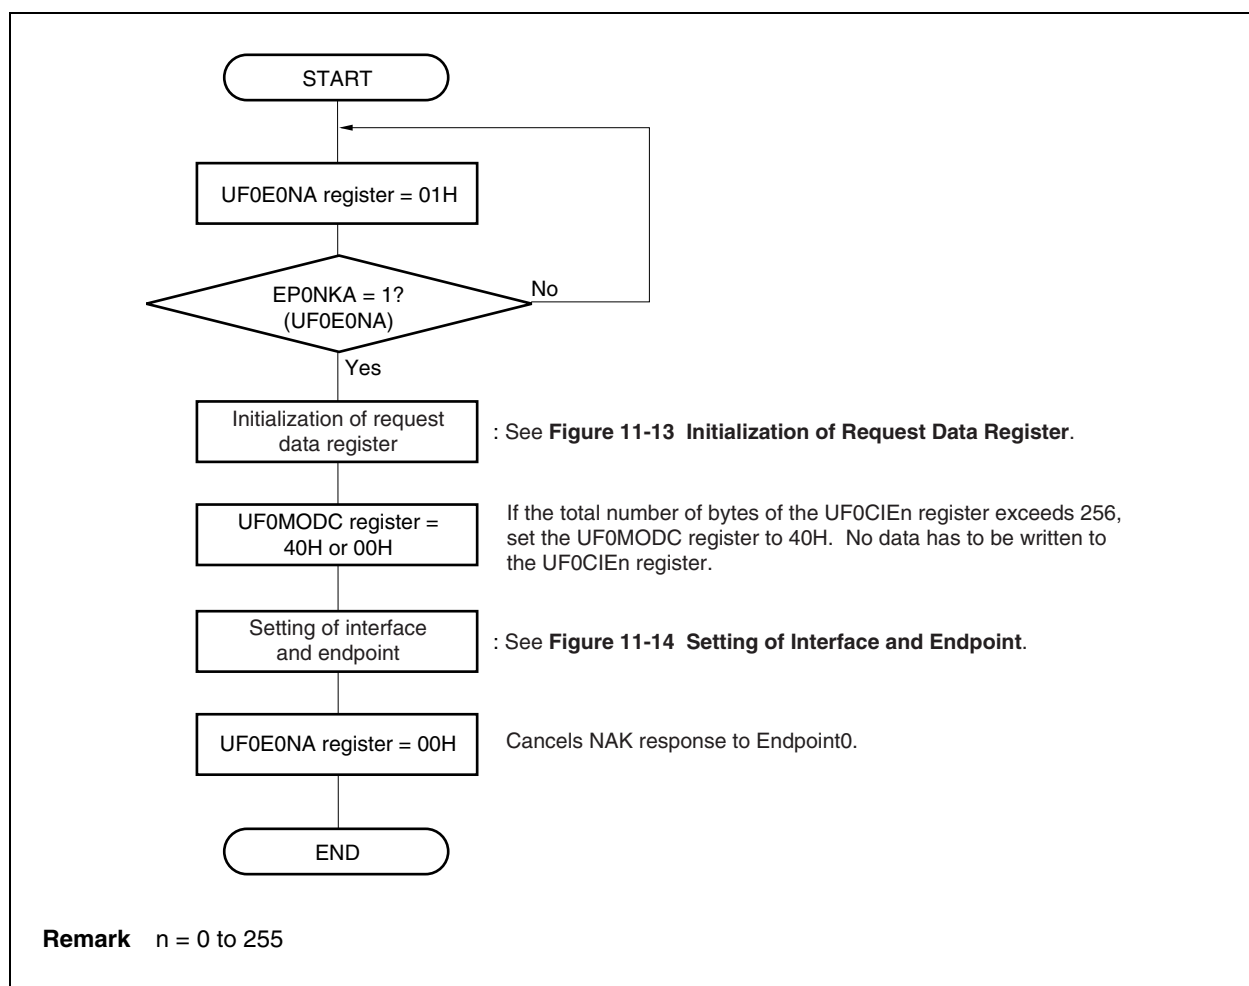 START
UF0E0NA register = 01H
EP0NKA = 1?
(UF0E0NA)
No
Yes
Initialization of request
data register
: See Figure 11-13  Initialization of Request Data Register.
UF0MODC register =
40H or 00H
If the total number of bytes of the UF0CIEn register exceeds 256,
set the UF0MODC register to 40H.  No data has to be written to
the UF0CIEn register.
Setting of interface
and endpoint
: See Figure 11-14  Setting of Interface and Endpoint.
UF0E0NA register = 00H
Cancels NAK response to Endpoint0.
END
Remark    n = 0 to 255